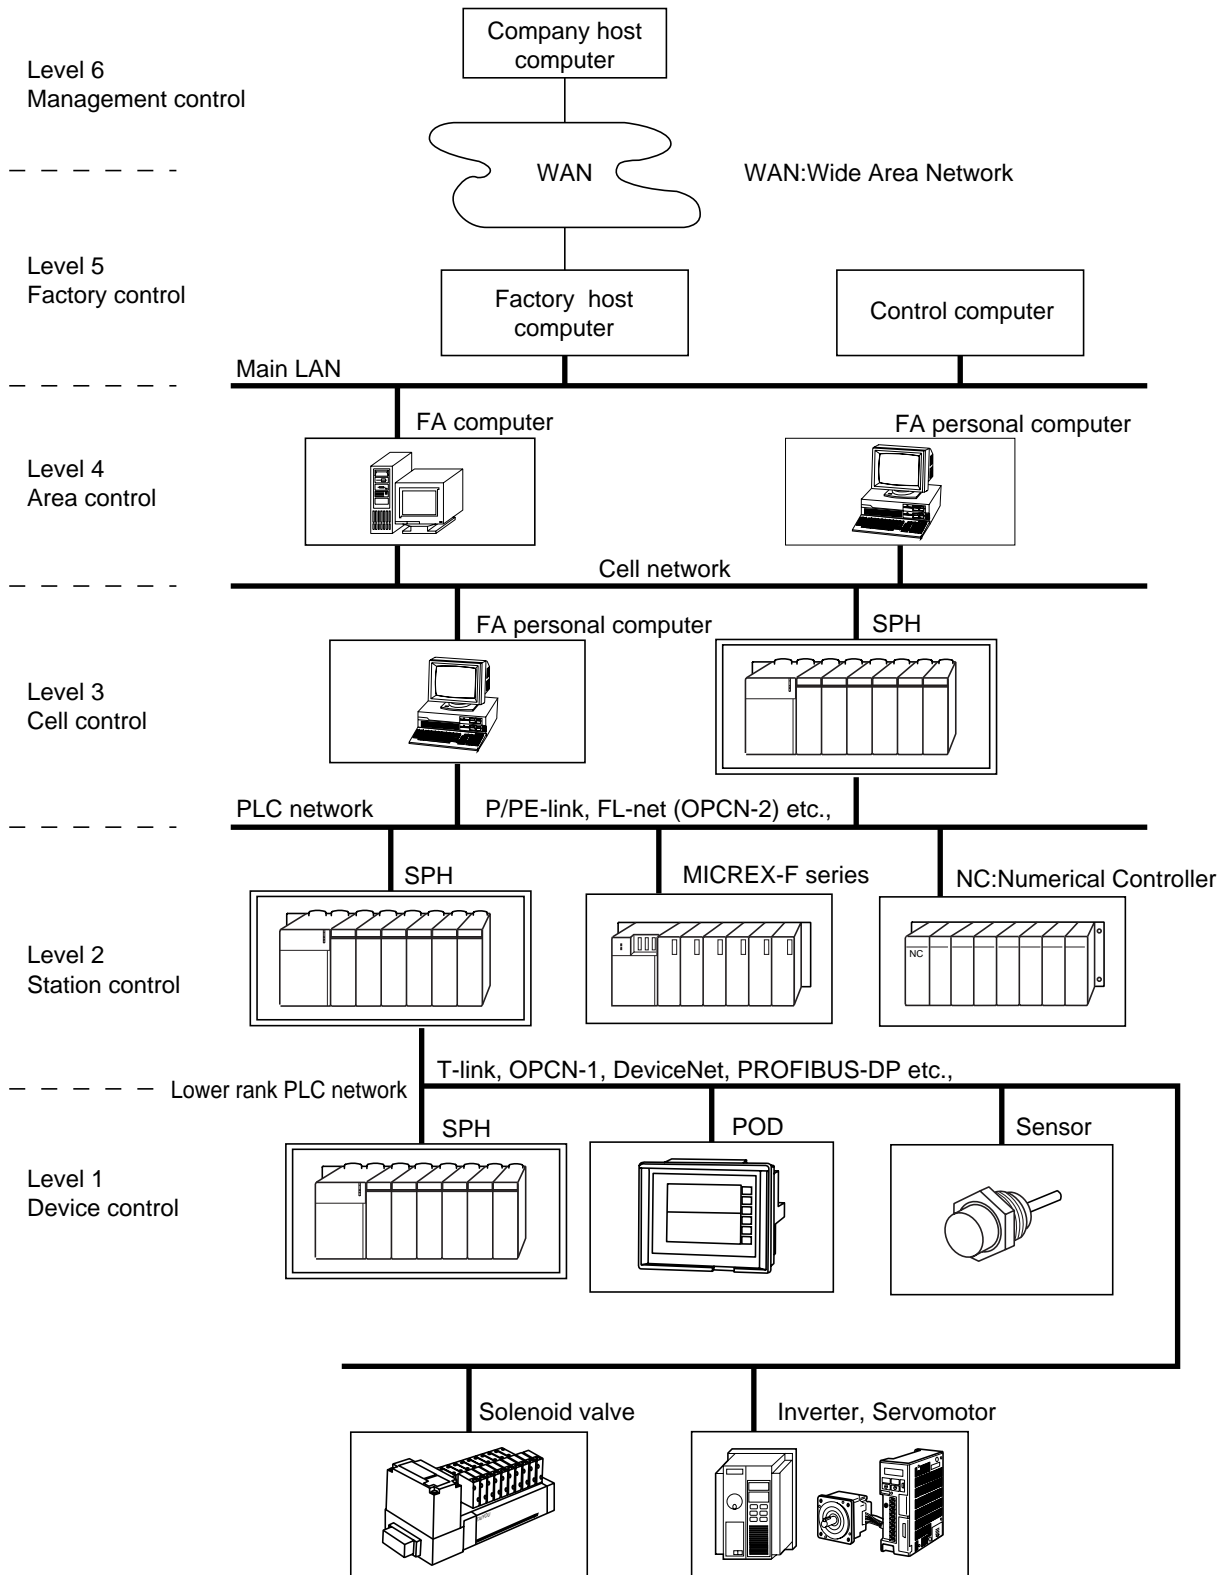 Company host
computer
Level 6
Management control
WAN
WAN:Wide Area Network
Level 5
Factory control
Factory host
computer
Control computer
Main LAN
FA computer
FA personal computer
Level 4
Area control
Cell network
FA personal computer
SPH
Level 3
Cell control
PLC network
P/PE-link, FL-net (OPCN-2) etc.,
SPH
MICREX-F series
NC:Numerical Controller
NC
Level 2
Station control
T-link, OPCN-1, DeviceNet, PROFIBUS-DP etc.,
Lower rank PLC network
SPH
POD
Sensor
Level 1
Device control
Solenoid valve
Inverter, Servomotor